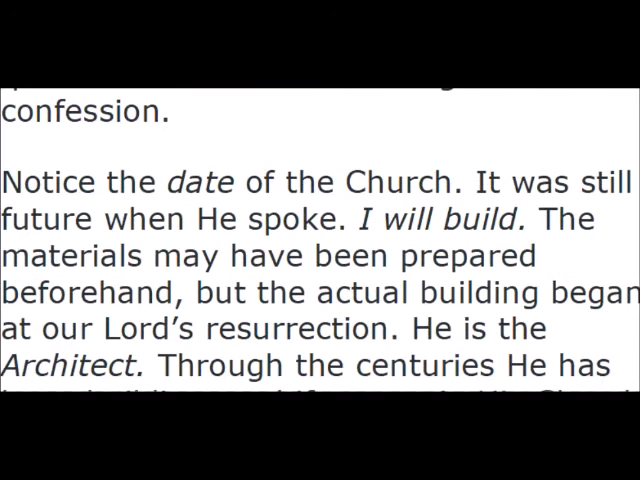 confession.
Notice the date of the Church. It was still
future when He spoke. I will build. The
materials may have been prepared
beforehand, but the actual building began
at our Lord’s resurrection. He is the
Architect. Through the centuries He has